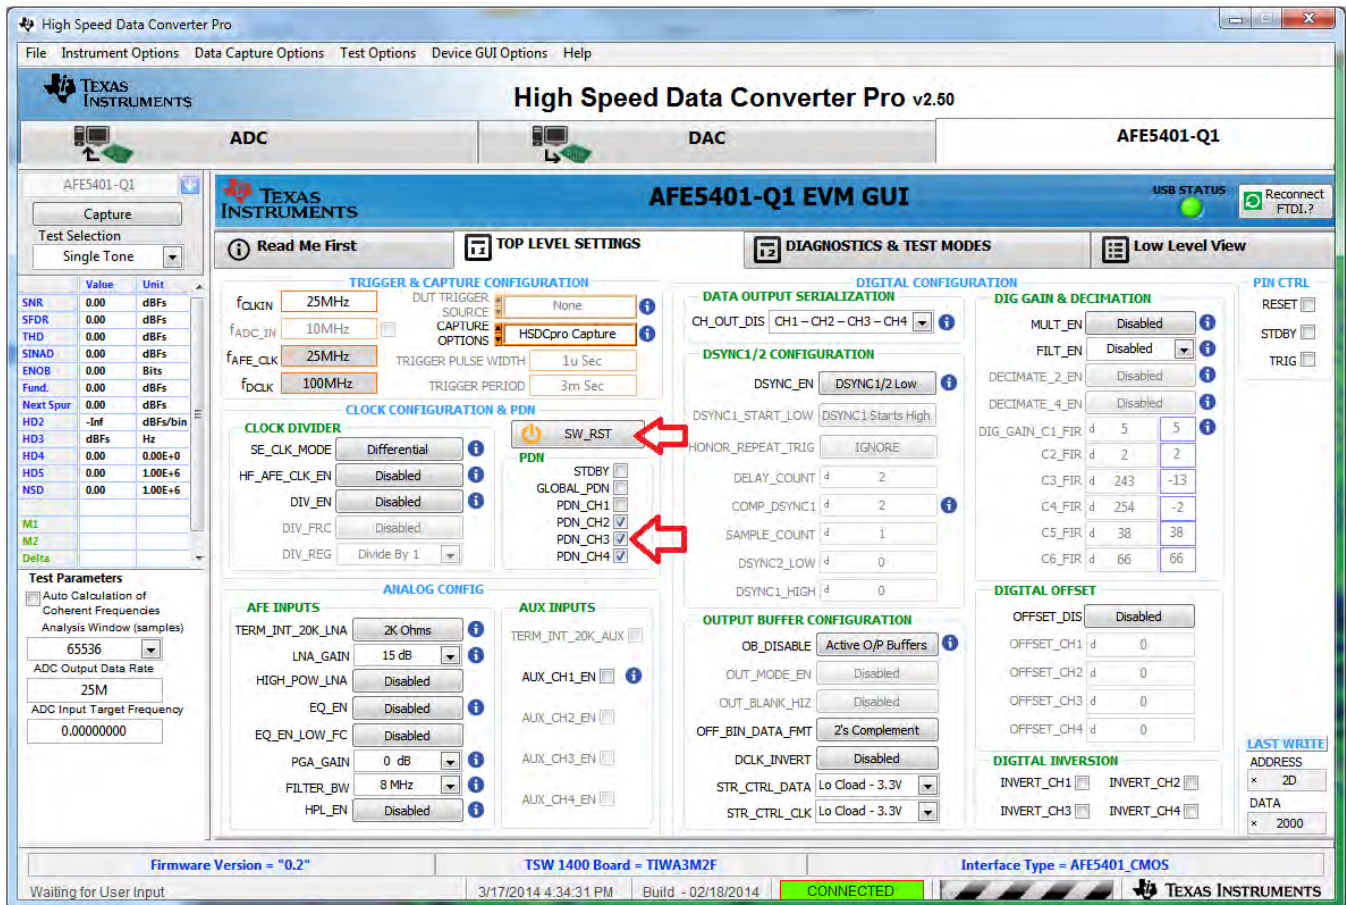 High Speed Data Converter Pro
File Instrument Options Data Capture Options Test Options Device GUI Options Help
TEXAS INSTRUMENTS
High Speed Data Converter Pro v2.50
ADC
DAC
AFE5401-Q1
AFE5401-Q1
Capture
Test Selection
Single Tone
Value Unit
SNR 0.00 dBFs
SFDR 0.00 dBFs
THD 0.00 dBFs
SINAD 0.00 dBFs
ENOB 0.00 Bits
Fund. 0.00 dBFs
Next Spur 0.00 dBFs
HD2 -Inf dBFs/bin
HD3 dBFs Hz
HD4 0.00 0.00E+0
HD5 0.00 1.00E+6
NSD 0.00 1.00E+6
M1
M2
Delta
Test Parameters
Auto Calculation of
Coherent Frequencies
Analysis Window (samples)
65536
ADC Output Data Rate
25M
ADC Input Target Frequency
0.00000000
TEXAS INSTRUMENTS
AFE5401-Q1 EVM GUI
USB STATUS
Reconnect
FTDI.?
Read Me First
TOP LEVEL SETTINGS
DIAGNOSTICS & TEST MODES
Low Level View
TRIGGER & CAPTURE CONFIGURATION
fCLKIN 25MHz
DUT TRIGGER
SOURCE
None
fADC_IN 10MHz
CAPTURE
OPTIONS
HSDCpro Capture
fAFE_CLK 25MHz
TRIGGER PULSE WIDTH 1u Sec
fDCLK 100MHz
TRIGGER PERIOD 3m Sec
CLOCK CONFIGURATION & PDN
CLOCK DIVIDER
SE_CLK_MODE Differential
HF_AFE_CLK_EN Disabled
DIV_EN Disabled
DIV_FRC Disabled
DIV_REG Divide By 1
SW_RST
PDN
STDBY
GLOBAL_PDN
PDN_CH1
PDN_CH2
PDN_CH3
PDN_CH4
ANALOG CONFIG
AFE INPUTS
TERM_INT_20K_LNA 2K Ohms
LNA_GAIN 15 dB
HIGH_POW_LNA Disabled
EQ_EN Disabled
EQ_EN_LOW_FC Disabled
PGA_GAIN 0 dB
FILTER_BW 8 MHz
HPL_EN Disabled
AUX INPUTS
TERM_INT_20K_AUX
AUX_CH1_EN
AUX_CH2_EN
AUX_CH3_EN
AUX_CH4_EN
DIGITAL CONFIGURATION
DATA OUTPUT SERIALIZATION
CH_OUT_DIS CH1 – CH2 – CH3 – CH4
DSYNC1/2 CONFIGURATION
DSYNC_EN DSYNC1/2 Low
DSYNC1_START_LOW DSYNC1 Starts High
HONOR_REPEAT_TRIG IGNORE
DELAY_COUNT d 2
COMP_DSYNC1 d 2
SAMPLE_COUNT d 1
DSYNC2_LOW d 0
DSYNC1_HIGH d 0
OUTPUT BUFFER CONFIGURATION
OB_DISABLE Active O/P Buffers
OUT_MODE_EN Disabled
OUT_BLANK_HIZ Disabled
OFF_BIN_DATA_FMT 2's Complement
DCLK_INVERT Disabled
STR_CTRL_DATA Lo Cload - 3.3V
STR_CTRL_CLK Lo Cload - 3.3V
DIG GAIN & DECIMATION
MULT_EN Disabled
FILT_EN Disabled
DECIMATE_2_EN Disabled
DECIMATE_4_EN Disabled
DIG_GAIN_C1_FIR d 5 5
C2_FIR d 2 2
C3_FIR d 243 -13
C4_FIR d 254 -2
C5_FIR d 38 38
C6_FIR d 66 66
DIGITAL OFFSET
OFFSET_DIS Disabled
OFFSET_CH1 d 0
OFFSET_CH2 d 0
OFFSET_CH3 d 0
OFFSET_CH4 d 0
DIGITAL INVERSION
INVERT_CH1 INVERT_CH2
INVERT_CH3 INVERT_CH4
PIN CTRL
RESET
STDBY
TRIG
LAST WRITE
ADDRESS
× 2D
DATA
× 2000
Firmware Version = "0.2"
TSW 1400 Board = TIWA3M2F
Interface Type = AFE5401_CMOS
Waiting for User Input
3/17/2014 4:34:31 PM
Build - 02/18/2014
CONNECTED
TEXAS INSTRUMENTS